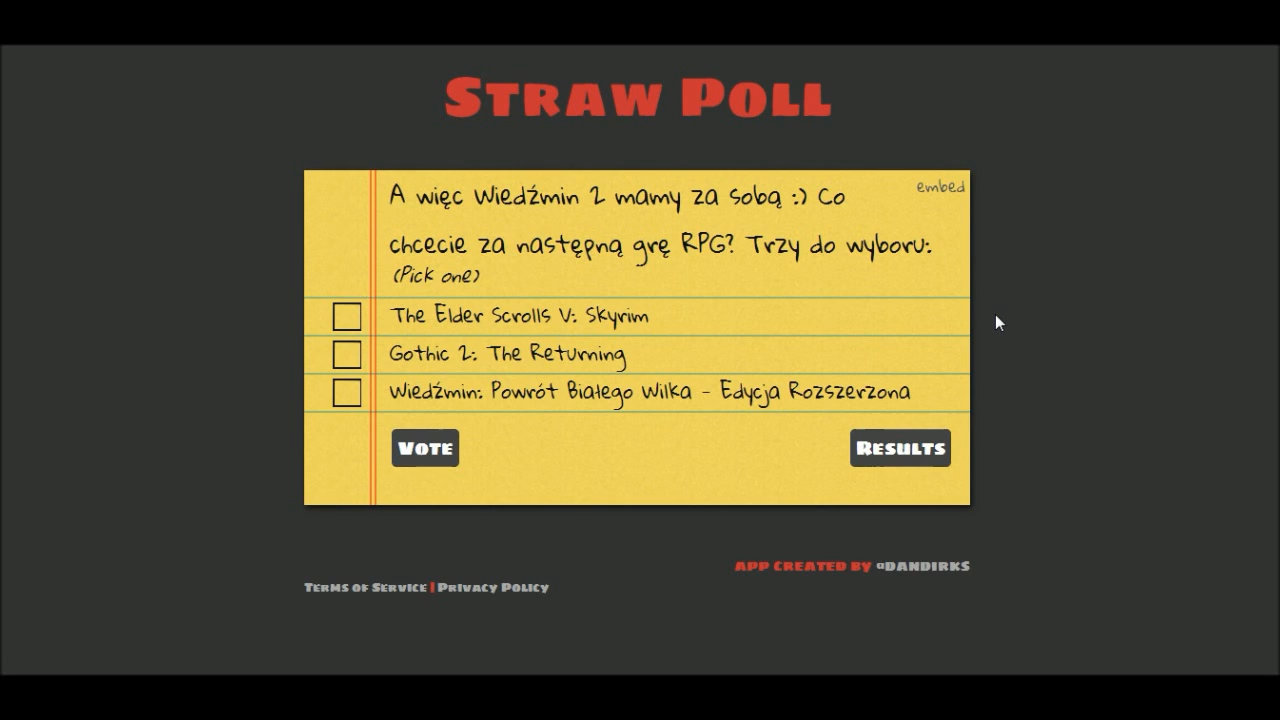 Straw Poll
embed
A więc Wiedźmin 2 mamy za sobą :) Co
chcecie za następną grę RPG? Trzy do wyboru:
(Pick one)
The Elder Scrolls V: Skyrim
Gothic 2: The Returning
Wiedźmin: Powrót Białego Wilka - Edycja Rozszerzona
Vote
Results
App created by @dandirks
Terms of Service | Privacy Policy